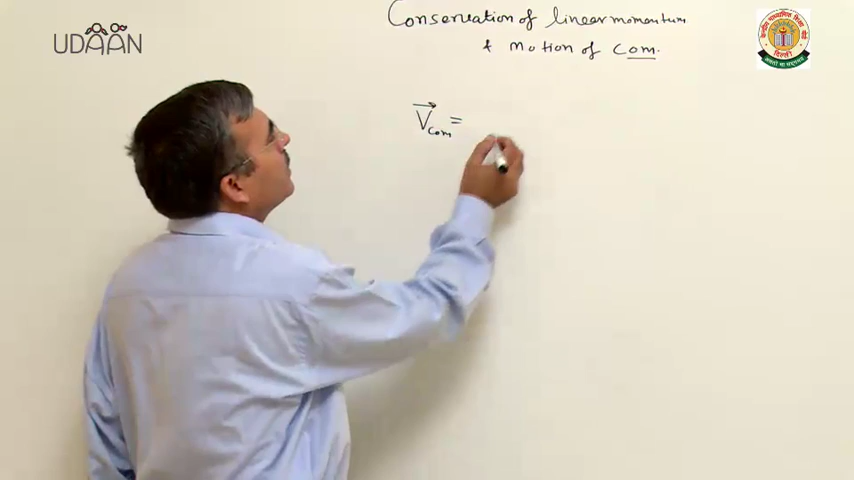 UDAAN
Conservation of linear momentum
& motion of com.
V⃗com =